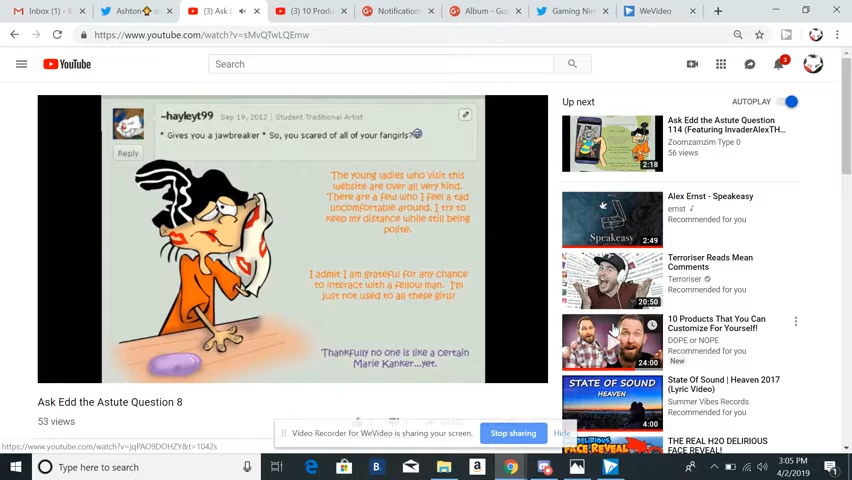 Inbox (1) - S
Ashton
(3) Ask E
(3) 10 Produ
Notification
Album - Goo
Gaming Nin
WeVideo
https://www.youtube.com/watch?v=sMvQTwLQEmw
YouTube
Search
3
~hayleyt99 Sep 19, 2012 | Student Traditional Artist
* Gives you a jawbreaker * So, you scared of all of your fangirls?
Reply
The young ladies who visit this
website are over all very kind.
There are a few who I feel a tad
uncomfortable around. I try to
keep my distance while still being
polite.
I admit I am grateful for any chance
to interact with a fellow man. I'm
just not used to all these girls!
Thankfully no one is like a certain
Marie Kanker...yet.
Ask Edd the Astute Question 8
53 views
Up next
AUTOPLAY
Ask Edd the Astute Question
114 (Featuring InvaderAlexTH...
Zoomzamzim Type 0
56 views
2:18
Alex Ernst - Speakeasy
ernst
Recommended for you
Speakeasy
2:49
Terroriser Reads Mean
Comments
Terroriser
Recommended for you
20:50
10 Products That You Can
Customize For Yourself!
DOPE or NOPE
Recommended for you
New
24:00
State Of Sound | Heaven 2017
(Lyric Video)
Summer Vibes Records
Recommended for you
STATE OF SOUND
HEAVEN
4:00
THE REAL H2O DELIRIOUS
FACE REVEAL!
DELIRIOUS
FACE REVEAL
Video Recorder for WeVideo is sharing your screen.
Stop sharing
Hide
https://www.youtube.com/watch?v=jqPAO9DOHZY&t=1042s
Type here to search
3:05 PM
4/2/2019
1